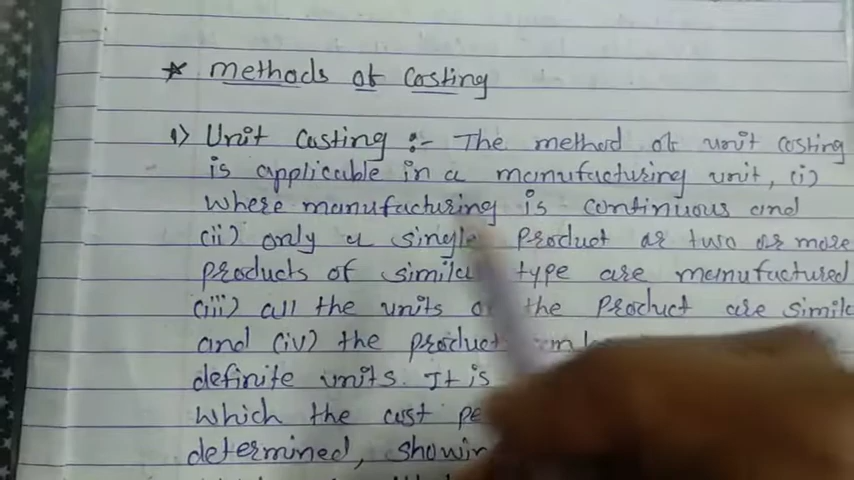 ★ Methods of Costing
1) Unit Costing :- The method of unit costing
is applicable in a manufacturing unit, (i)
where manufacturing is continuous and
(ii) only a single product or two or more
products of similar type are manufactured
(iii) all the units of the product are
and (iv) the product
definite units. It is
which the cost
determined,